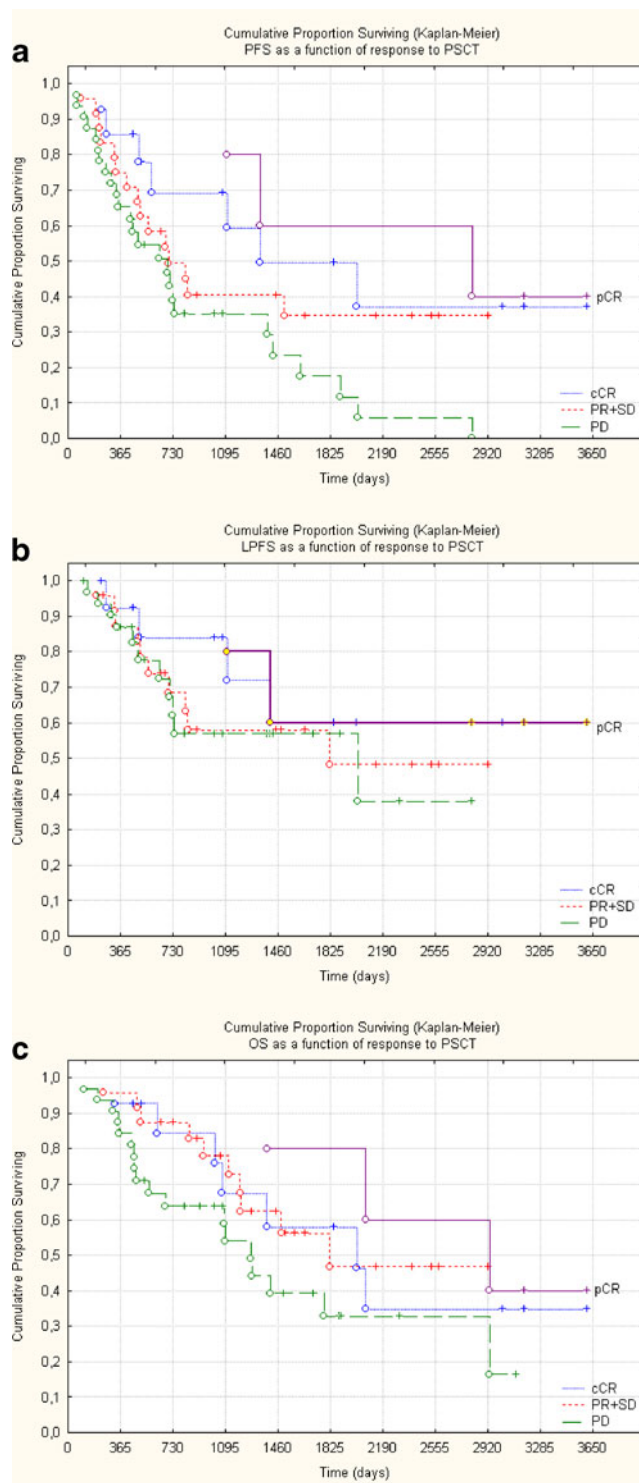 a
Cumulative Proportion Surviving (Kaplan-Meier)
PFS as a function of response to PSCT
Cumulative Proportion Surviving
1,0
0,9
0,8
0,7
0,6
0,5
0,4
0,3
0,2
0,1
0,0
pCR
cCR
PR+SD
PD
0 365 730 1095 1460 1825 2190 2555 2920 3285 3650
Time (days)
b
Cumulative Proportion Surviving (Kaplan-Meier)
LPFS as a function of response to PSCT
Cumulative Proportion Surviving
1,0
0,9
0,8
0,7
0,6
0,5
0,4
0,3
0,2
0,1
0,0
pCR
cCR
PR+SD
PD
0 365 730 1095 1460 1825 2190 2555 2920 3285 3650
Time (days)
c
Cumulative Proportion Surviving (Kaplan-Meier)
OS as a function of response to PSCT
Cumulative Proportion Surviving
1,0
0,9
0,8
0,7
0,6
0,5
0,4
0,3
0,2
0,1
0,0
pCR
cCR
PR+SD
PD
0 365 730 1095 1460 1825 2190 2555 2920 3285 3650
Time (days)